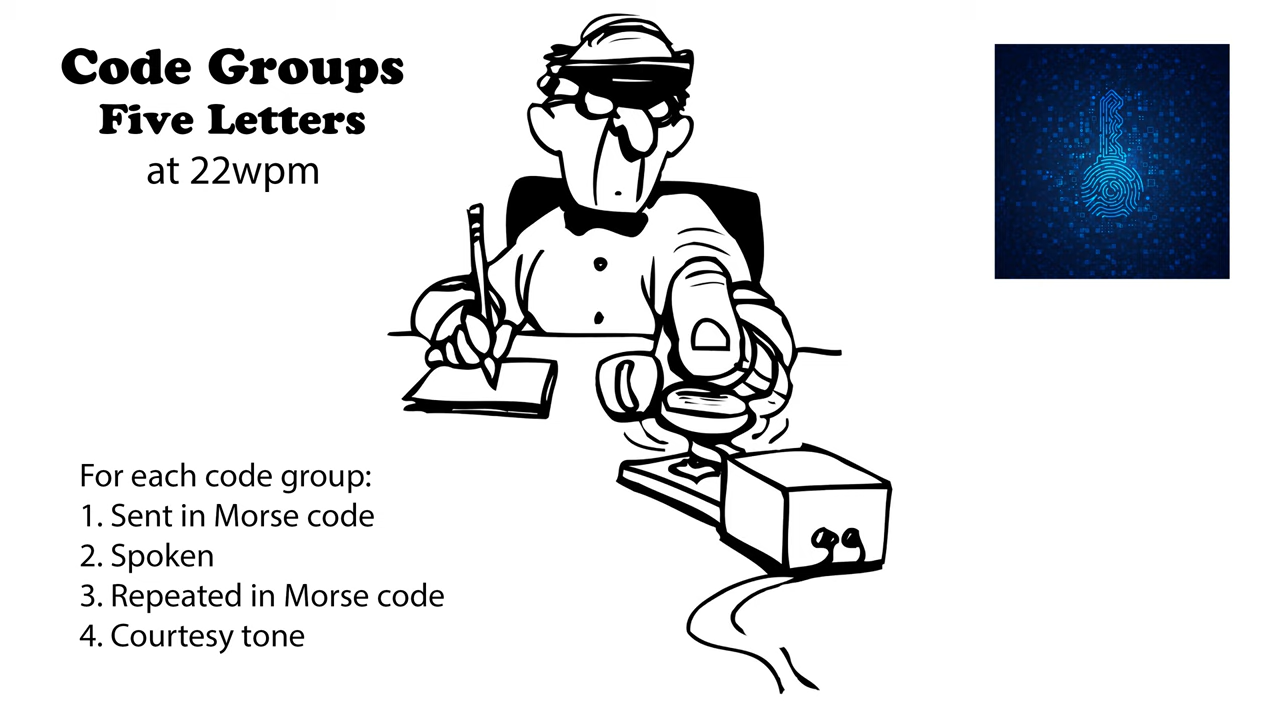 Code Groups
Five Letters
at 22wpm
For each code group:
1. Sent in Morse code
2. Spoken
3. Repeated in Morse code
4. Courtesy tone